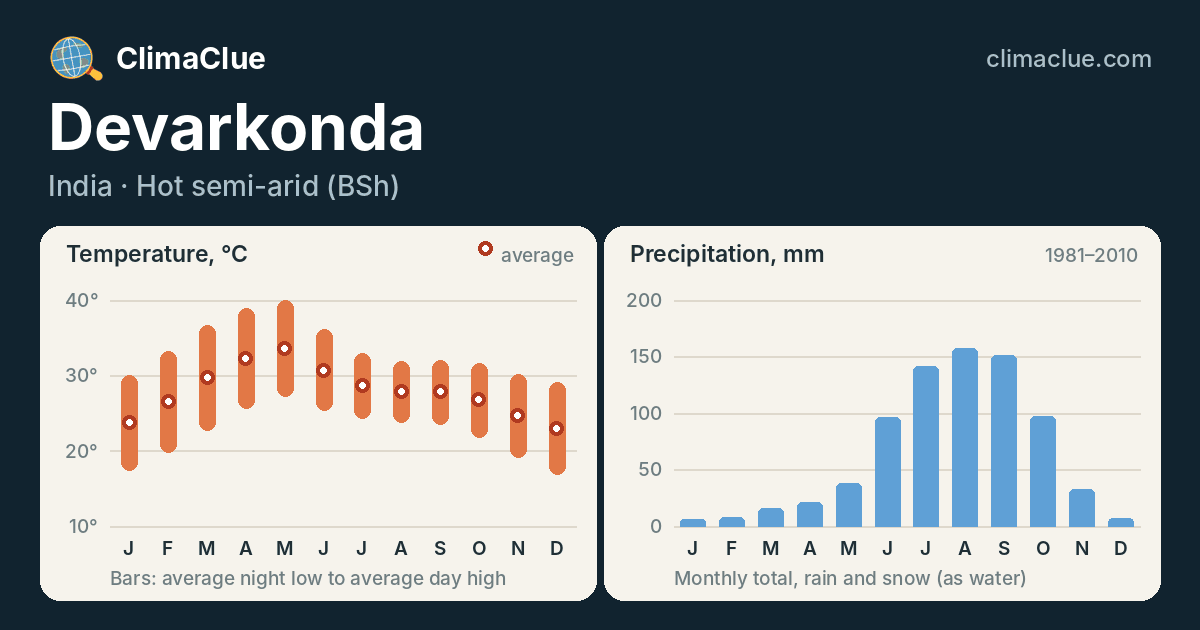 ClimaClue
climaclue.com
Devarkonda
India · Hot semi-arid (BSh)
Temperature, °C
average
40°
30°
20°
10°
J F M A M J J A S O N D
Bars: average night low to average day high
Precipitation, mm
1981–2010
200
150
100
50
0
J F M A M J J A S O N D
Monthly total, rain and snow (as water)